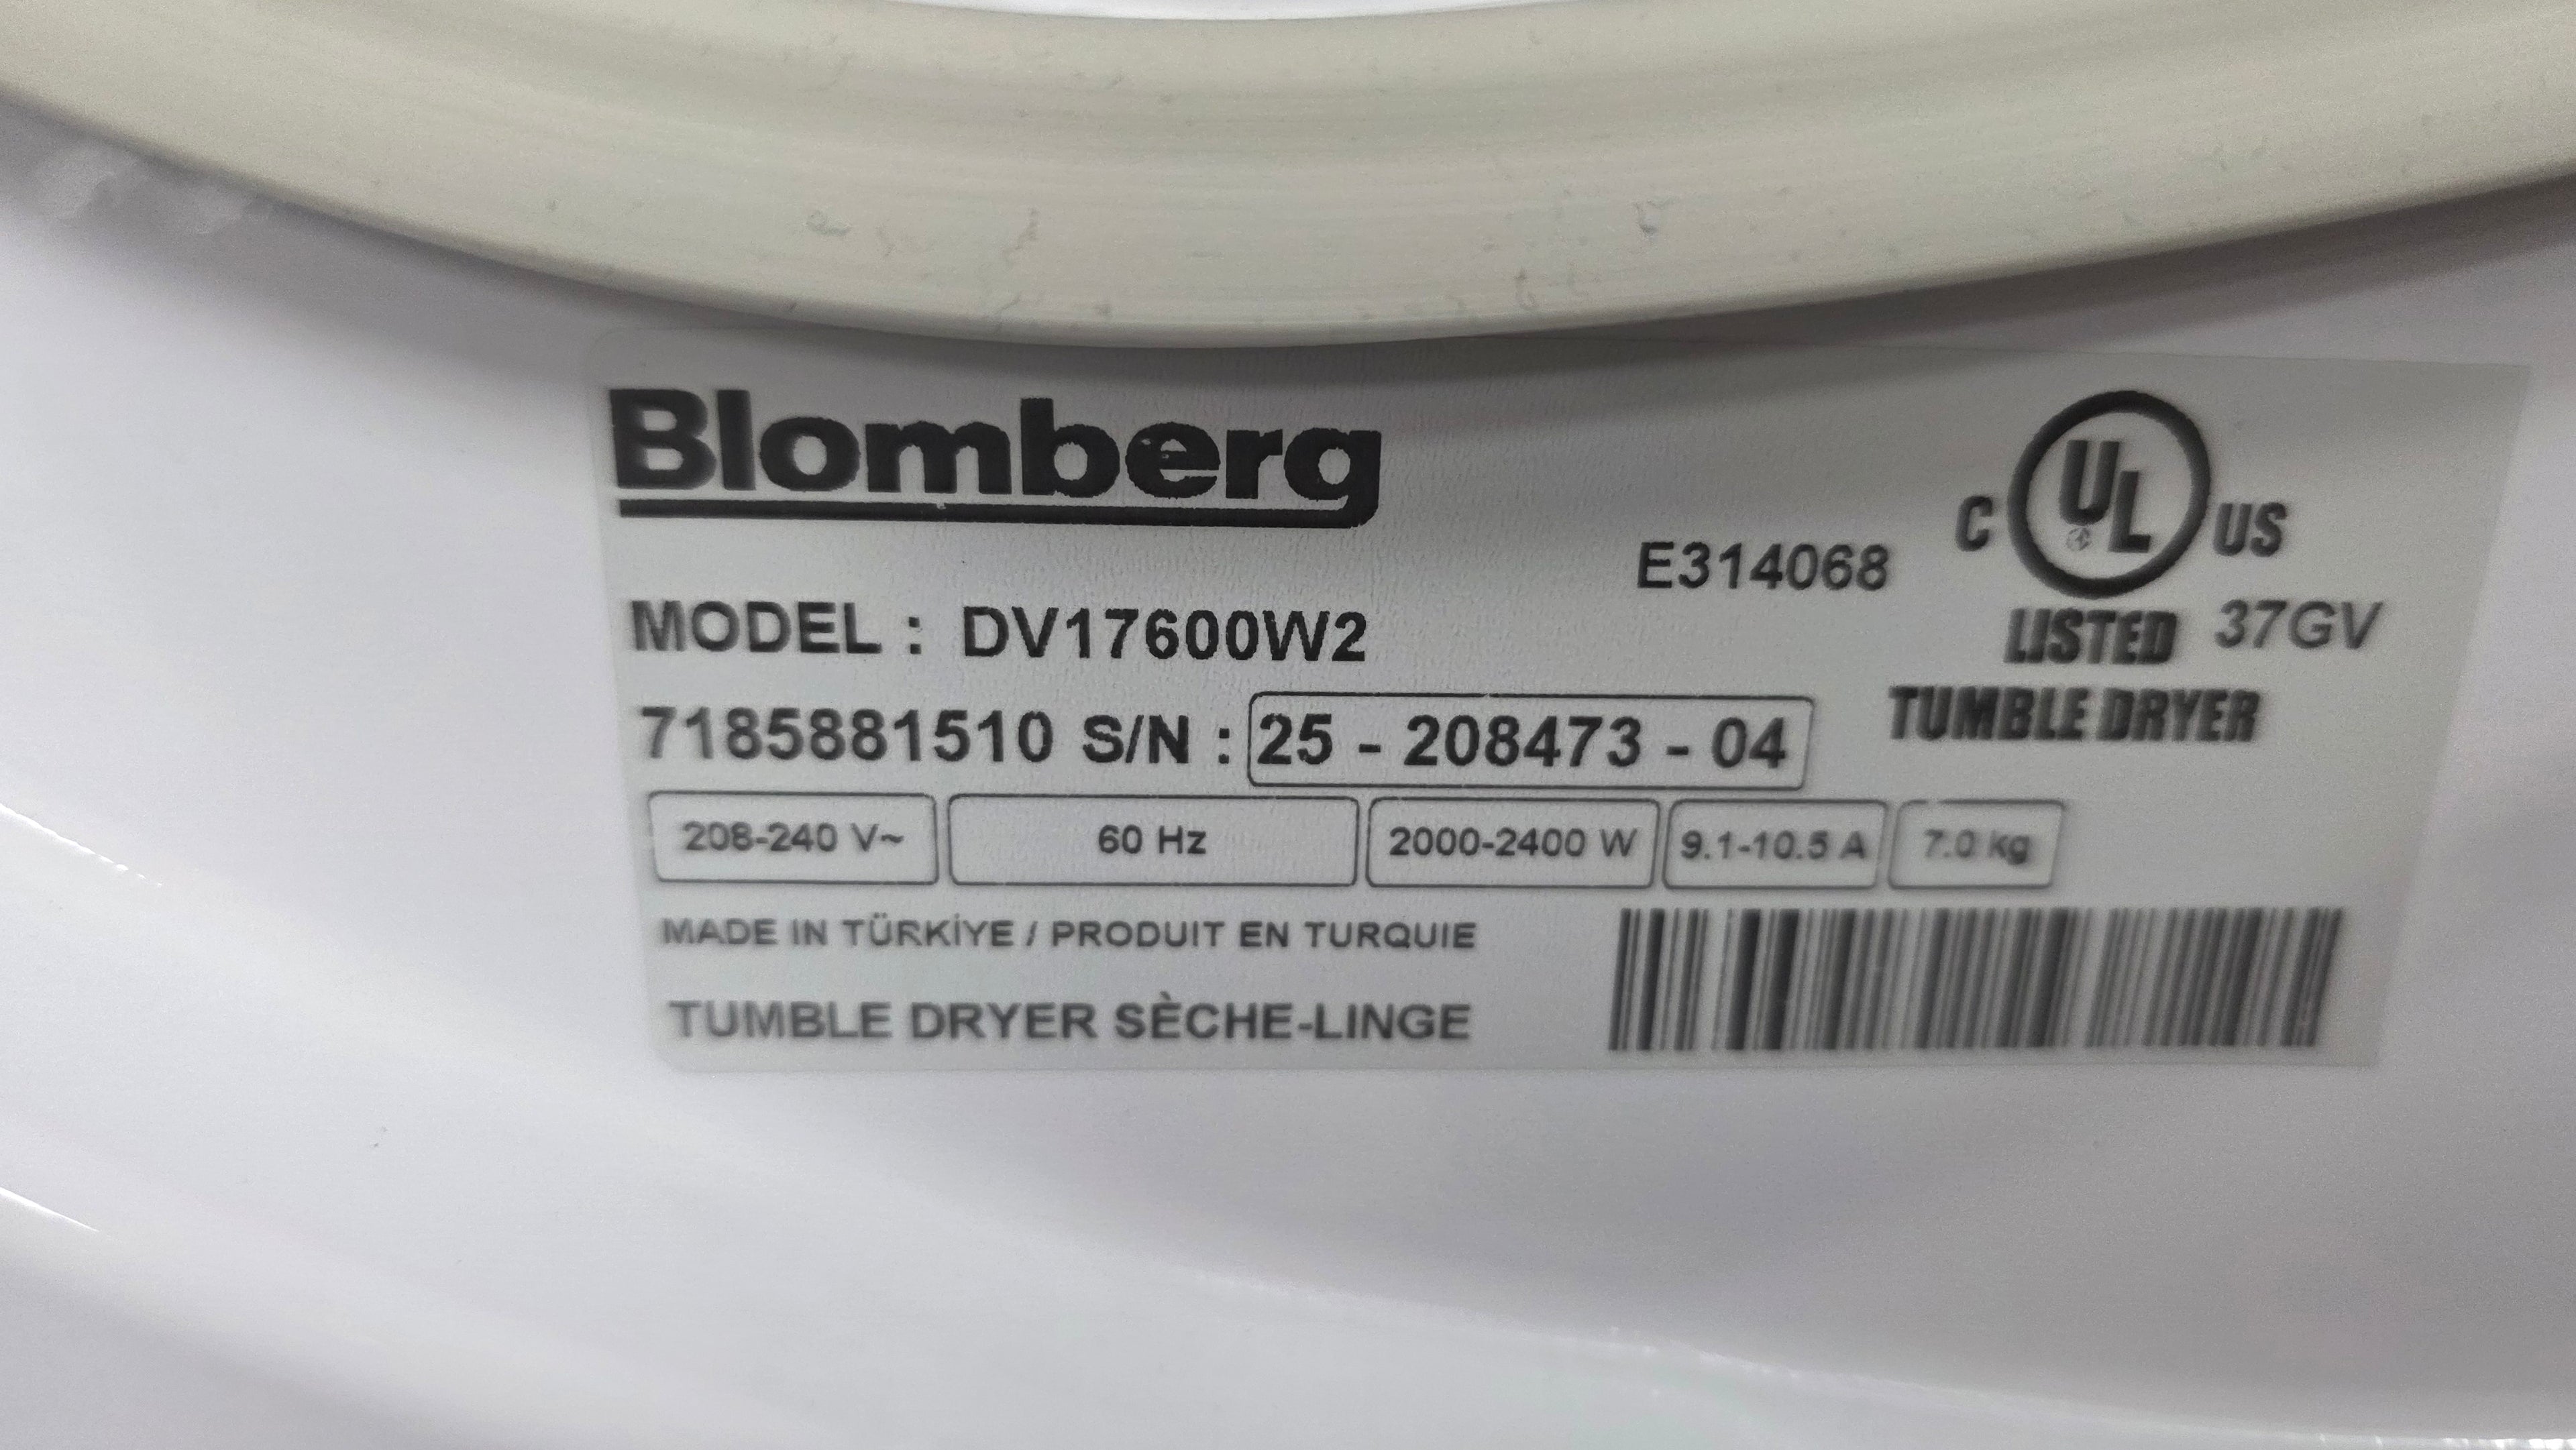 Blomberg
C UL US
E314068
LISTED 37GV
MODEL : DV17600W2
TUMBLE DRYER
7185881510 S/N : 25 - 208473 - 04
208-240 V~ 60 Hz 2000-2400 W 9.1-10.5 A 7.0 kg
MADE IN TÜRKİYE / PRODUIT EN TURQUIE
TUMBLE DRYER SÈCHE-LINGE